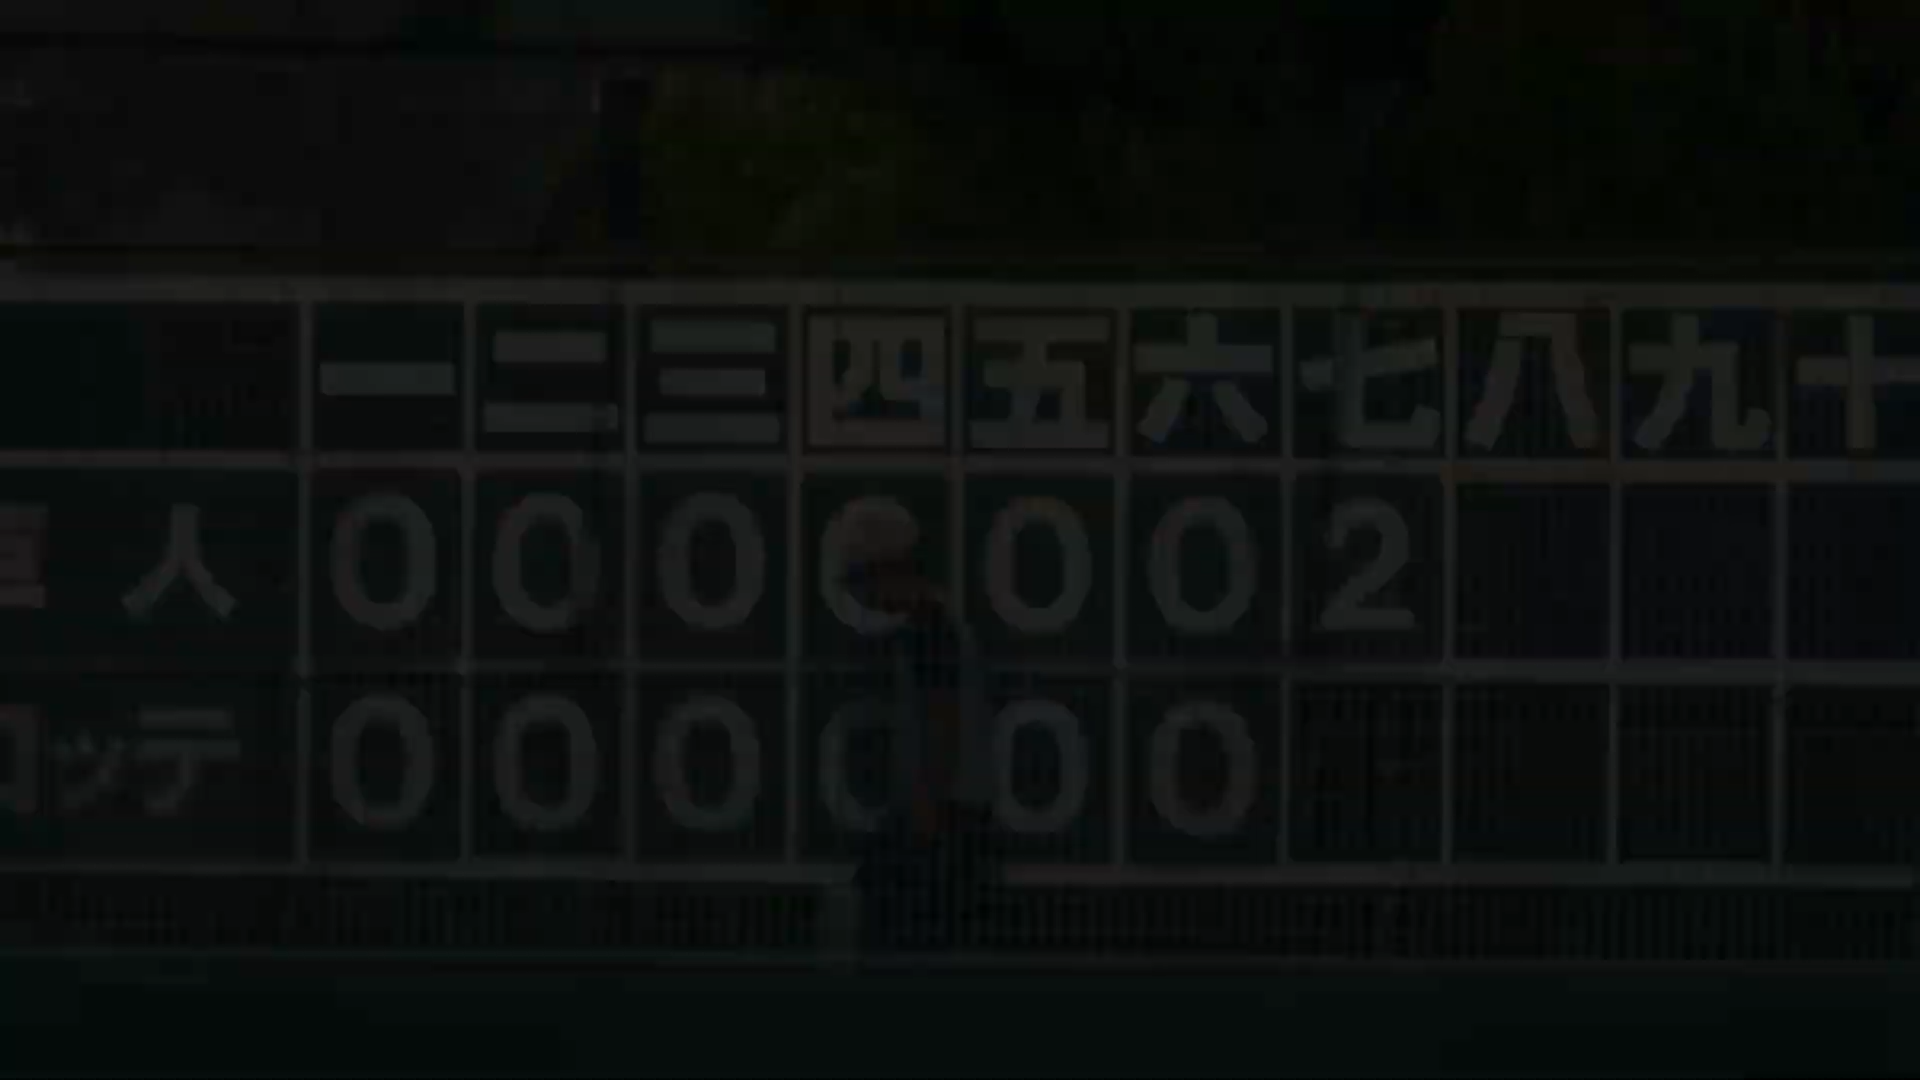 一 二 三 四 五 六 七 八 九 十
人 0 0 0 0 0 0 2
ロッテ 0 0 0 0 0 0